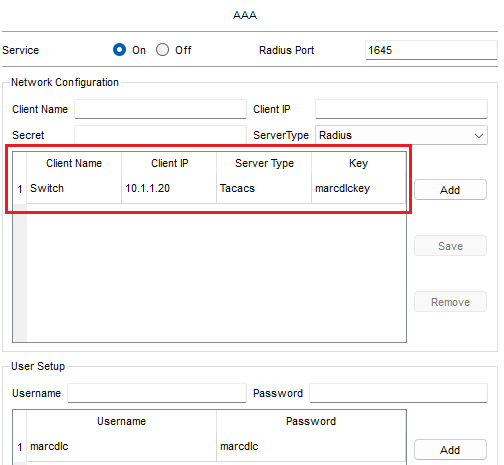 AAA
Service On Off Radius Port 1645
Network Configuration
Client Name Client IP
Secret ServerType Radius
Client Name Client IP Server Type Key
1 Switch 10.1.1.20 Tacacs marcdlckey
Add
Save
Remove
User Setup
Username Password
Username Password
1 marcdlc marcdlc
Add